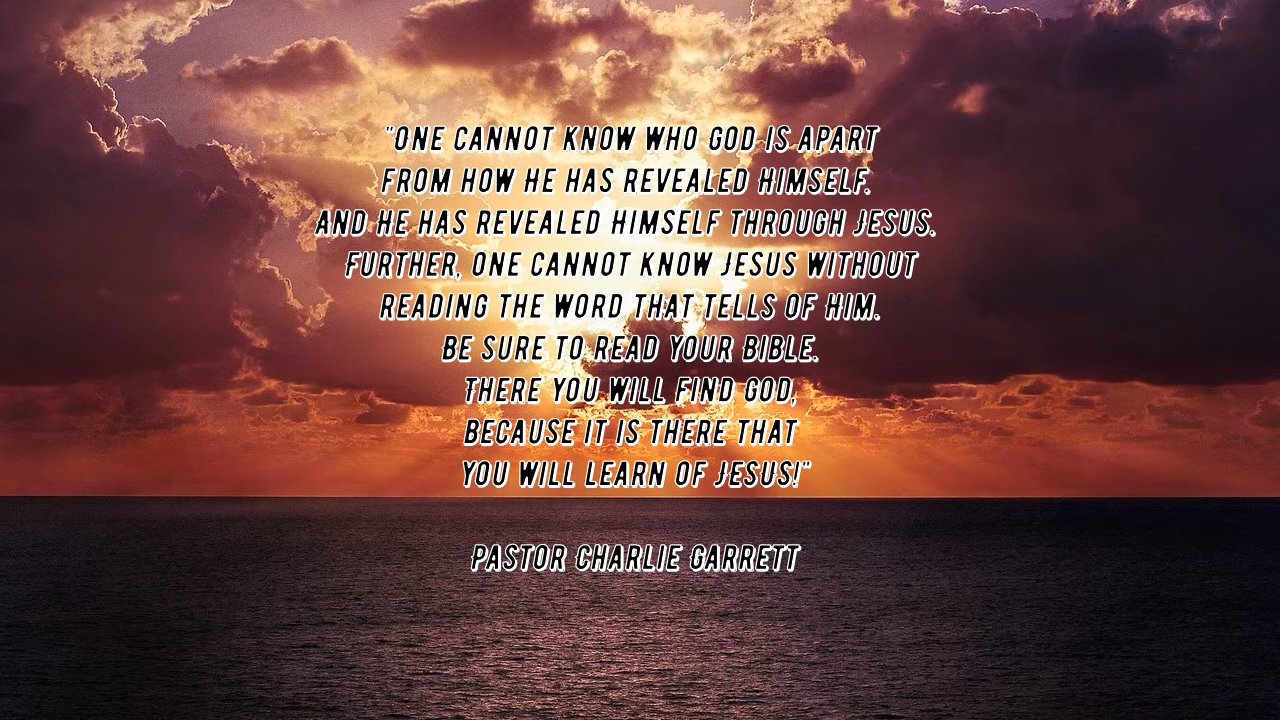 "ONE CANNOT KNOW WHO GOD IS APART
FROM HOW HE HAS REVEALED HIMSELF.
AND HE HAS REVEALED HIMSELF THROUGH JESUS.
FURTHER, ONE CANNOT KNOW JESUS WITHOUT
READING THE WORD THAT TELLS OF HIM.
BE SURE TO READ YOUR BIBLE.
THERE YOU WILL FIND GOD,
BECAUSE IT IS THERE THAT
YOU WILL LEARN OF JESUS!"
PASTOR CHARLIE GARRETT